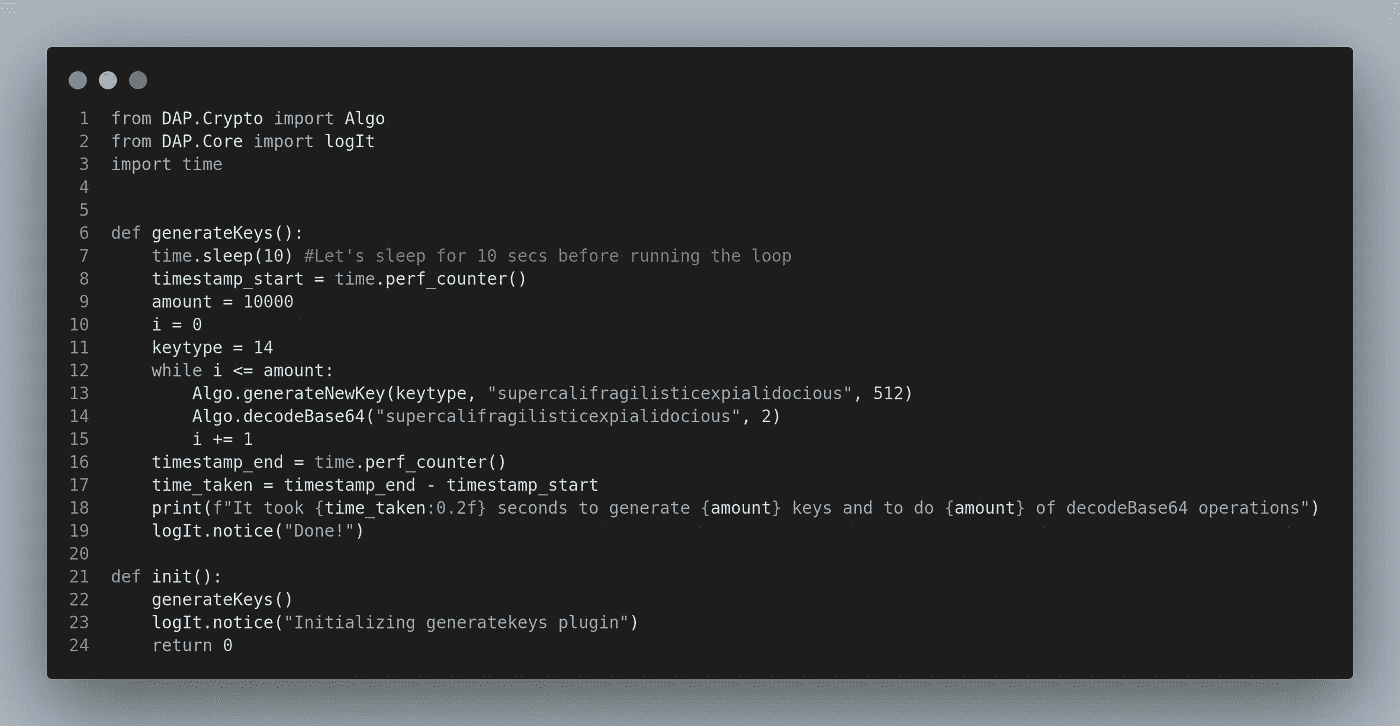 1 from DAP.Crypto import Algo
2 from DAP.Core import logIt
3 import time
4
5
6 def generateKeys():
7     time.sleep(10) #Let's sleep for 10 secs before running the loop
8     timestamp_start = time.perf_counter()
9     amount = 10000
10     i = 0
11     keytype = 14
12     while i <= amount:
13         Algo.generateNewKey(keytype, "supercalifragilisticexpialidocious", 512)
14         Algo.decodeBase64("supercalifragilisticexpialidocious", 2)
15         i += 1
16     timestamp_end = time.perf_counter()
17     time_taken = timestamp_end - timestamp_start
18     print(f"It took {time_taken:0.2f} seconds to generate {amount} keys and to do {amount} of decodeBase64 operations")
19     logIt.notice("Done!")
20
21 def init():
22     generateKeys()
23     logIt.notice("Initializing generatekeys plugin")
24     return 0